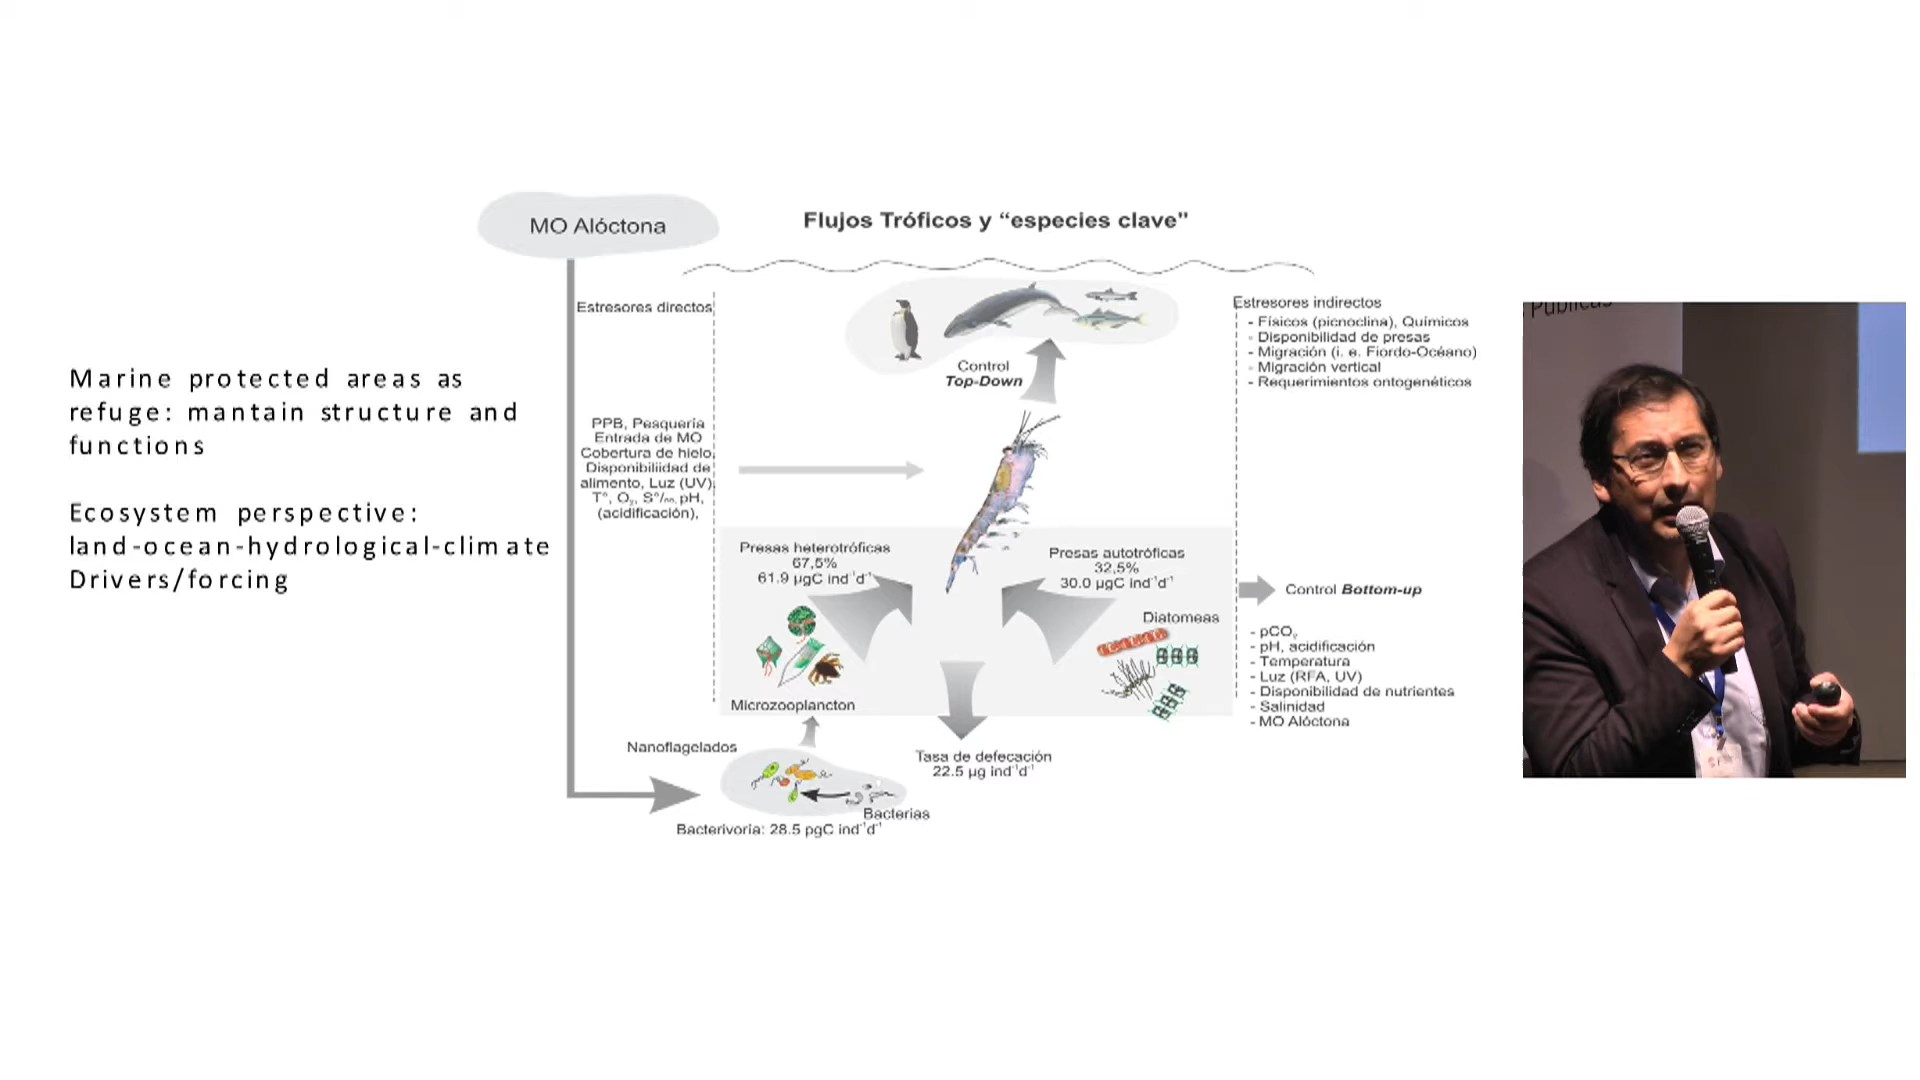 MO Alóctona
Flujos Tróficos y “especies clave”
Marine protected areas as
refuge: mantain structure and
functions
Ecosystem perspective:
land-ocean-hydrological-climate
Drivers/forcing
Estresores directos
PPB, Pesquería
Entrada de MO
Cobertura de hielo,
Disponibiliidad de
alimento, Luz (UV)
T°, O₂, S°/₀₀, pH,
(acidificación),
Control
Top-Down
Estresores indirectos
- Físicos (picnoclina), Químicos
- Disponibilidad de presas
- Migración (i. e. Fiordo-Océano)
- Migración vertical
- Requerimientos ontogenéticos
Presas heterotróficas
67,5%
61.9 µgC ind⁻¹d⁻¹
Microzooplancton
Presas autotróficas
32,5%
30.0 µgC ind⁻¹d⁻¹
Diatomeas
Control Bottom-up
- pCO₂
- pH, acidificación
- Temperatura
- Luz (RFA, UV)
- Disponibilidad de nutrientes
- Salinidad
- MO Alóctona
Nanoflagelados
Bacterias
Bacterivoría: 28.5 pgC ind⁻¹d⁻¹
Tasa de defecación
22.5 µg ind⁻¹d⁻¹
Públicas